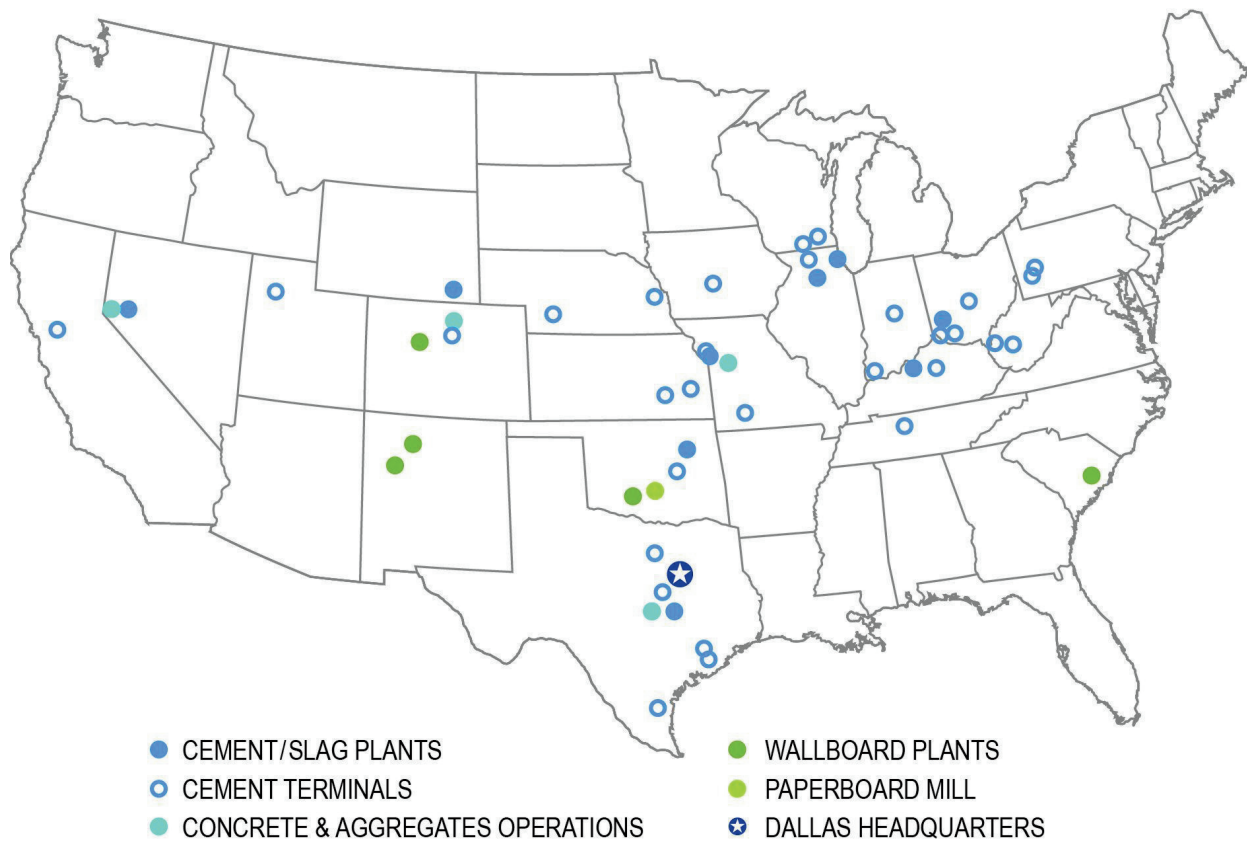 CEMENT/SLAG PLANTS
CEMENT TERMINALS
CONCRETE & AGGREGATES OPERATIONS
WALLBOARD PLANTS
PAPERBOARD MILL
DALLAS HEADQUARTERS